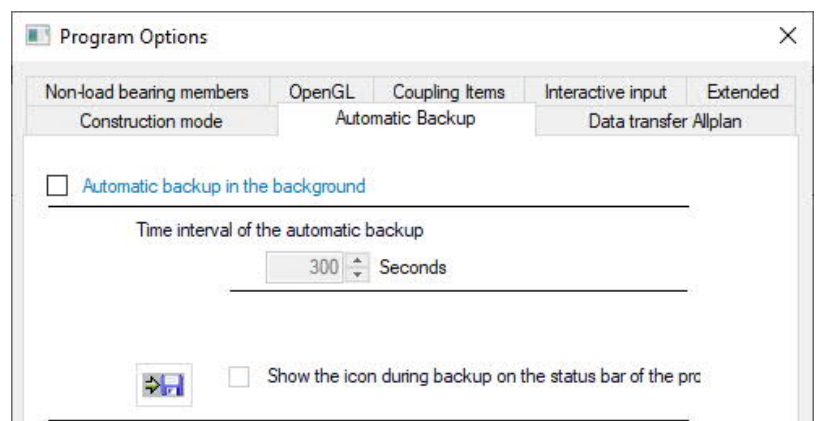 Program Options
Non-load bearing members OpenGL Coupling Items Interactive input Extended
Construction mode Automatic Backup Data transfer Allplan
Automatic backup in the background
Time interval of the automatic backup
300 Seconds
Show the icon during backup on the status bar of the pro